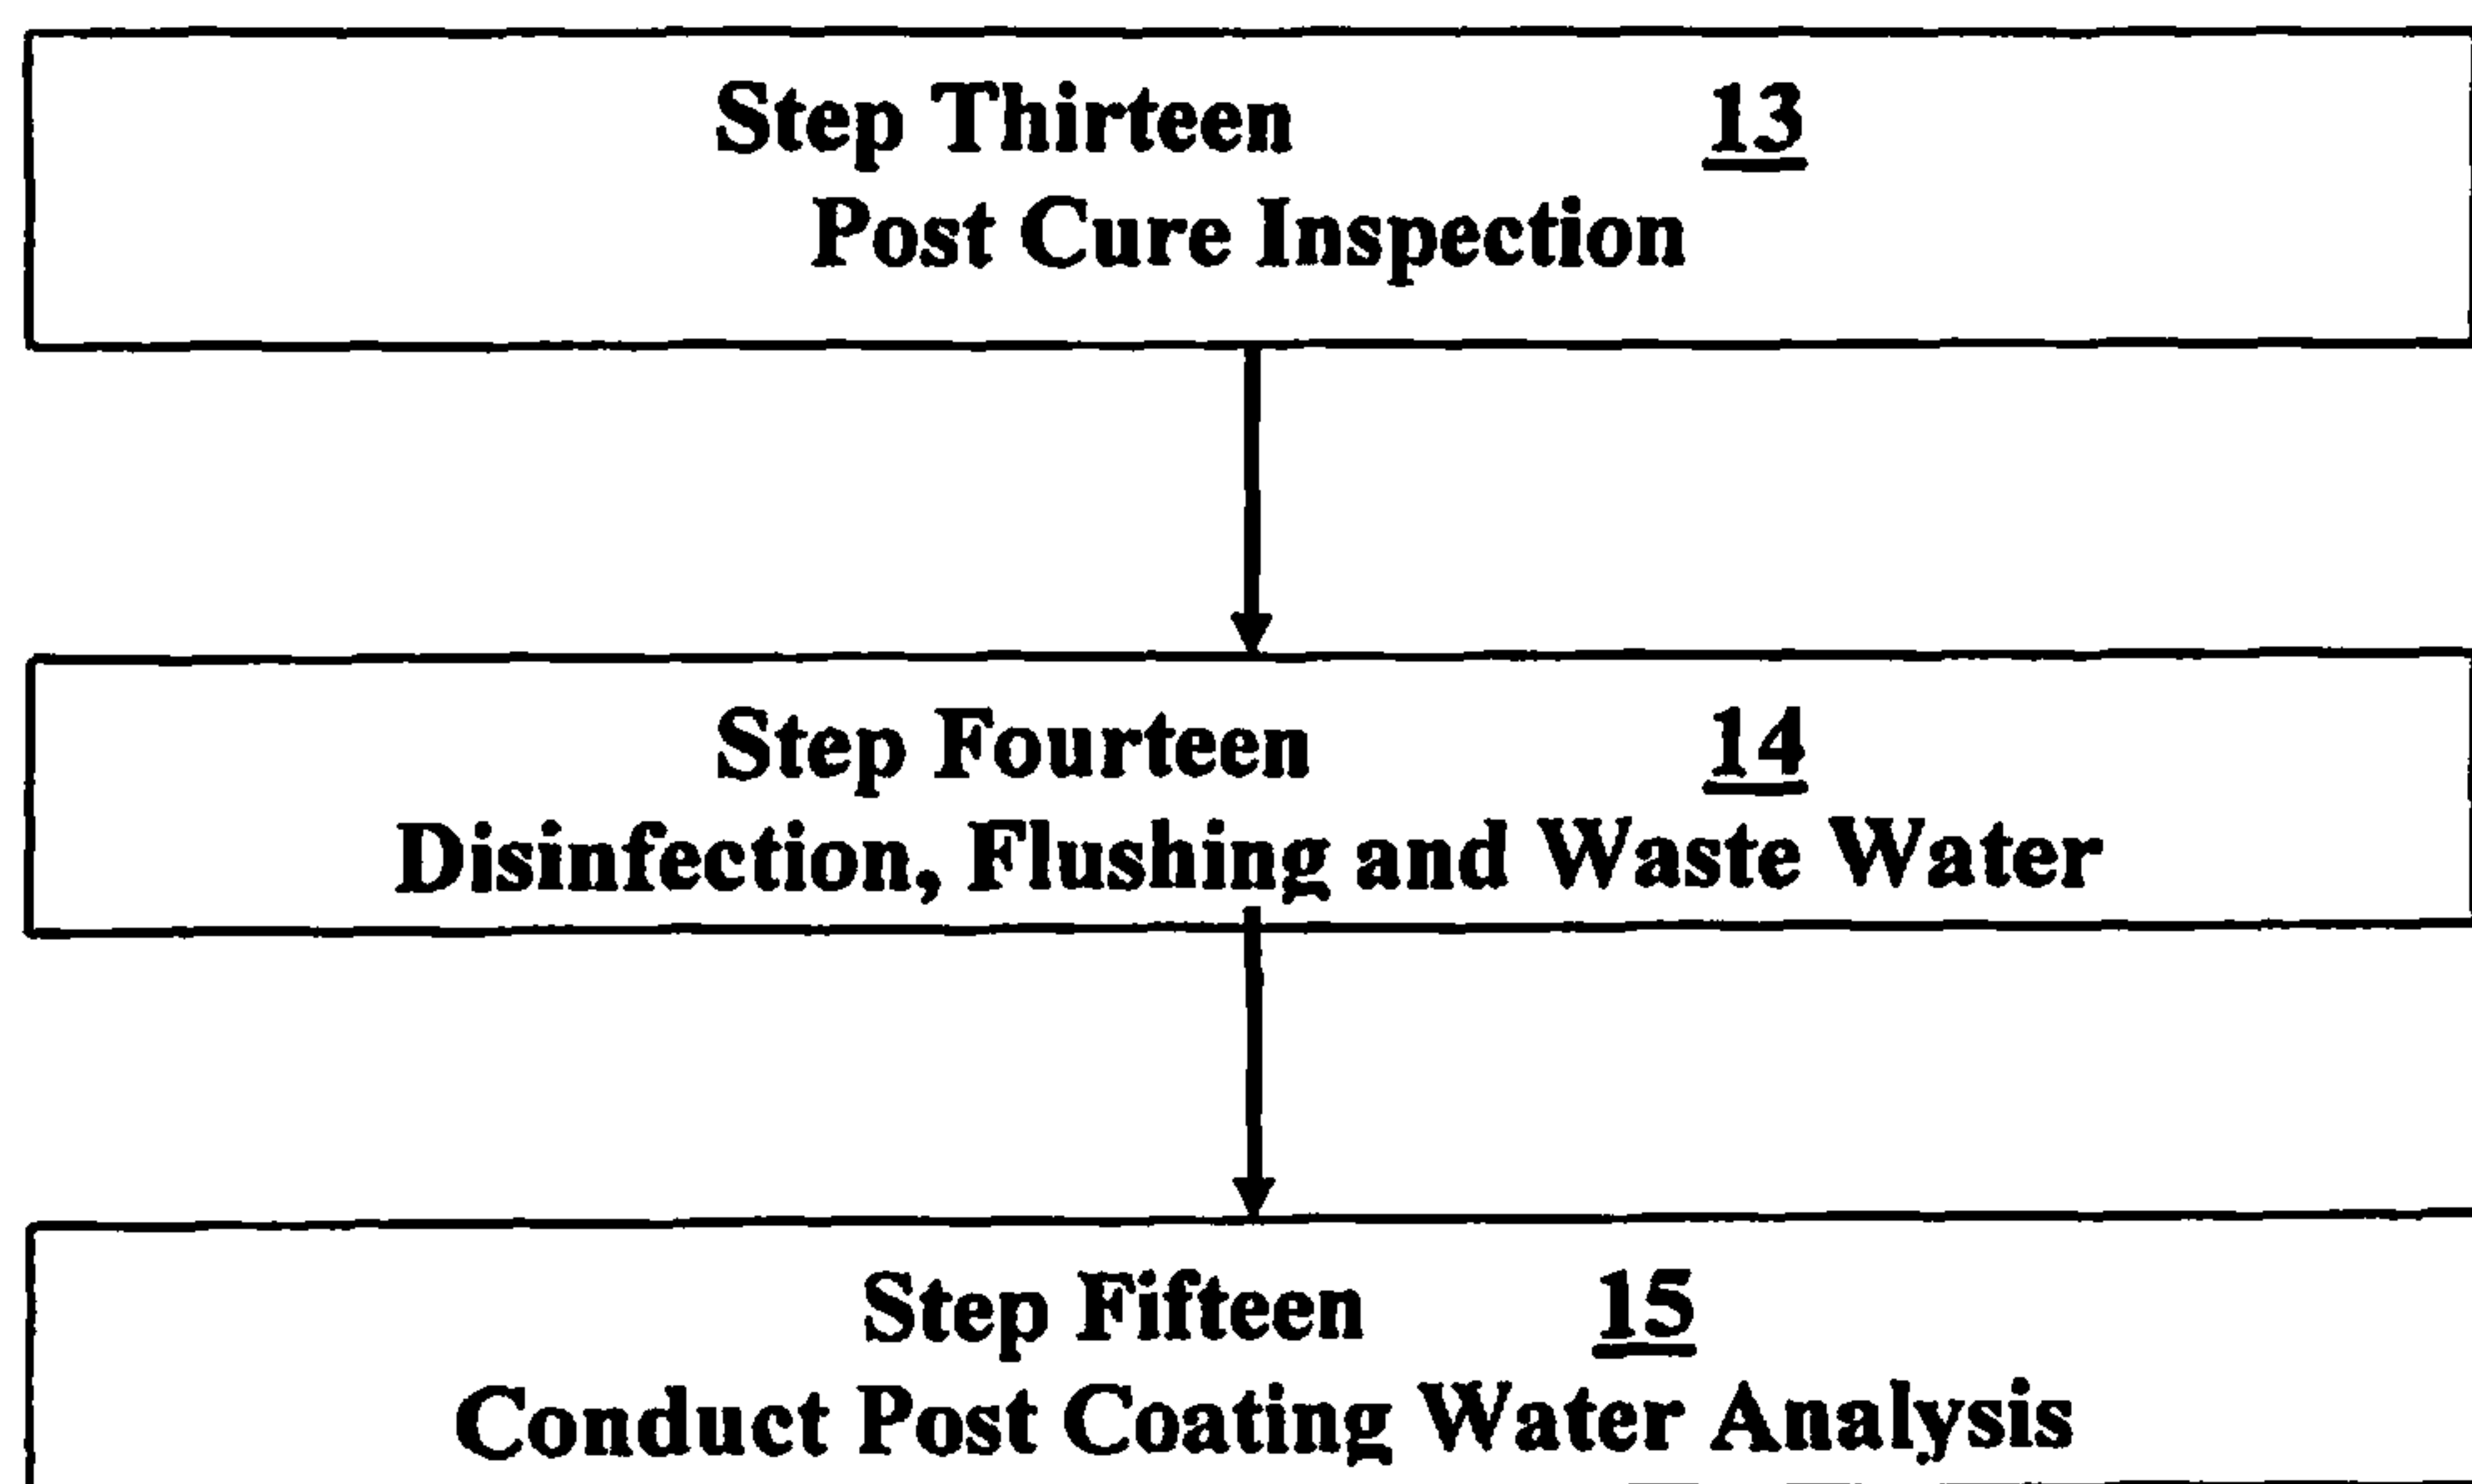 Step Thirteen 13
Post Cure Inspection
Step Fourteen 14
Disinfection, Flushing and Waste Water
Step Fifteen 15
Conduct Post Coating Water Analysis